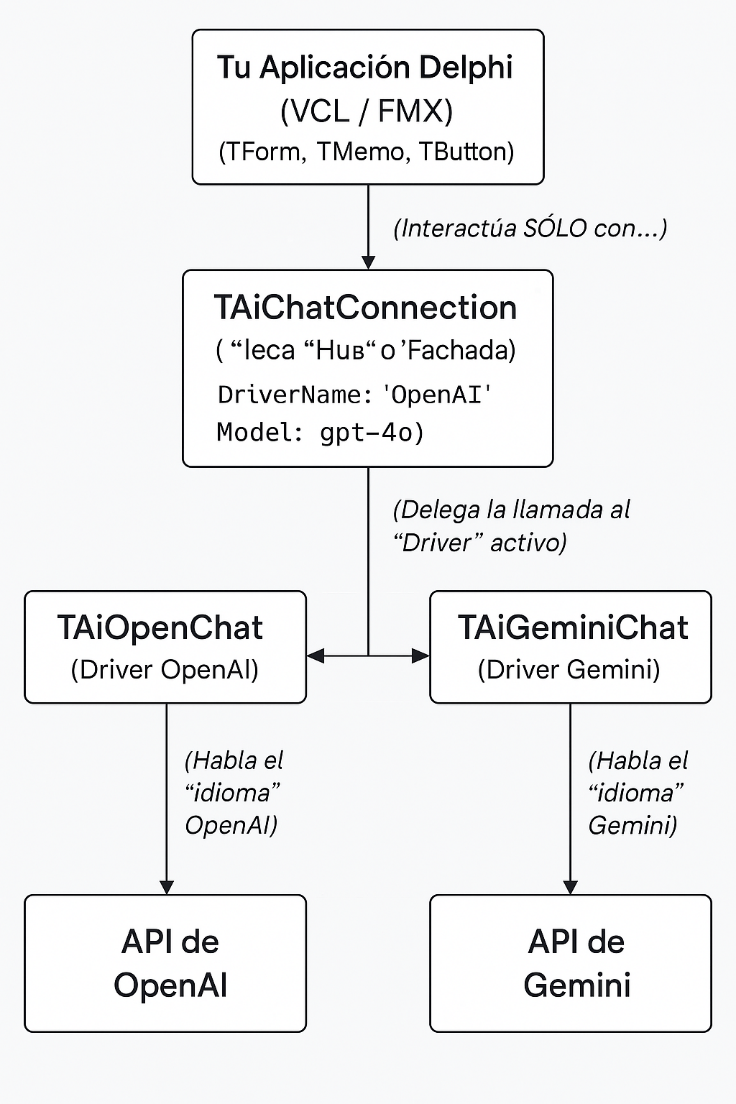 Tu Aplicación Delphi
(VCL / FMX)
(TForm, TMemo, TButton)
(Interactúa SÓLO con...)
TAiChatConnection
( “leca “Huв“ o ’Fachada)
DriverName: 'OpenAI'
Model: gpt-4o)
(Delega la llamada al
“Driver” activo)
TAiOpenChat
(Driver OpenAI)
TAiGeminiChat
(Driver Gemini)
(Habla el
“idioma”
OpenAI)
(Habla el
“idioma”
Gemini)
API de
OpenAI
API de
Gemini